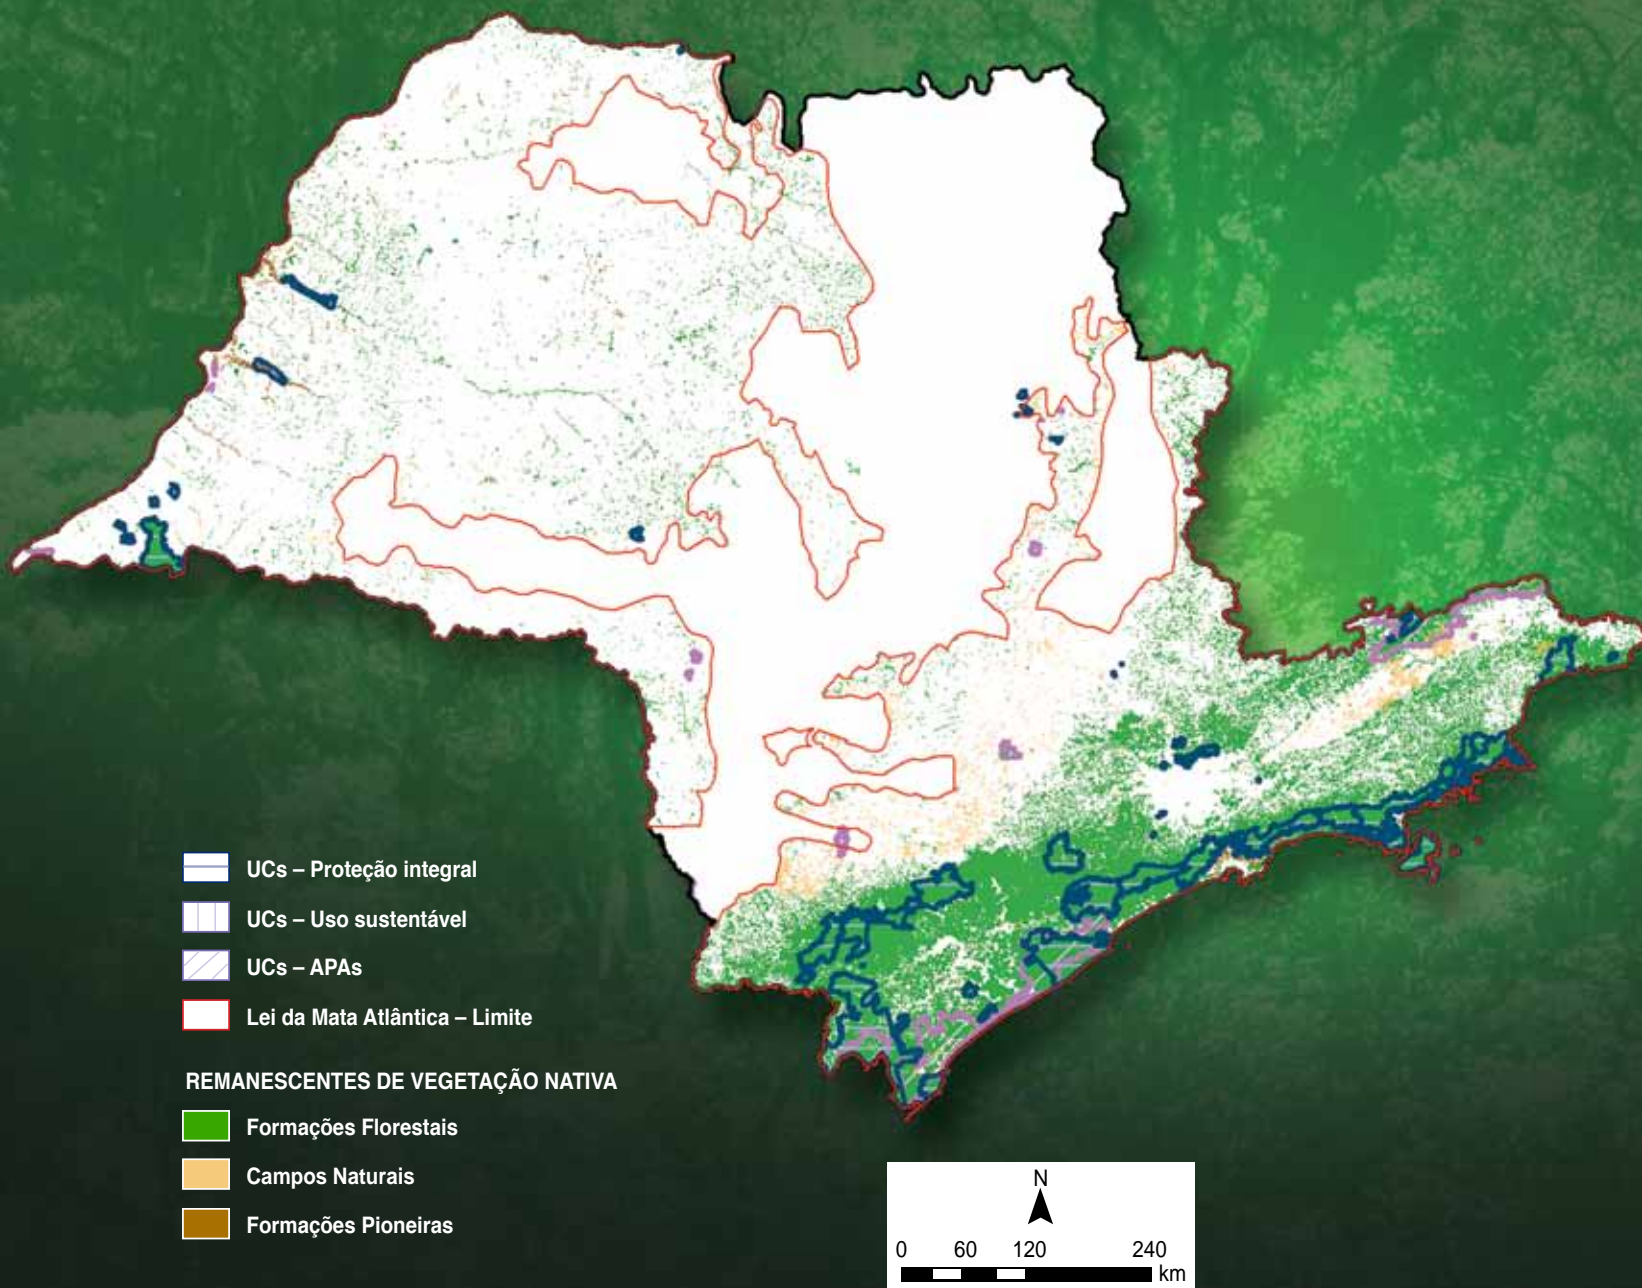 UCs – Proteção integral
UCs – Uso sustentável
UCs – APAs
Lei da Mata Atlântica – Limite
REMANESCENTES DE VEGETAÇÃO NATIVA
Formações Florestais
Campos Naturais
Formações Pioneiras
N
0 60 120 240
km